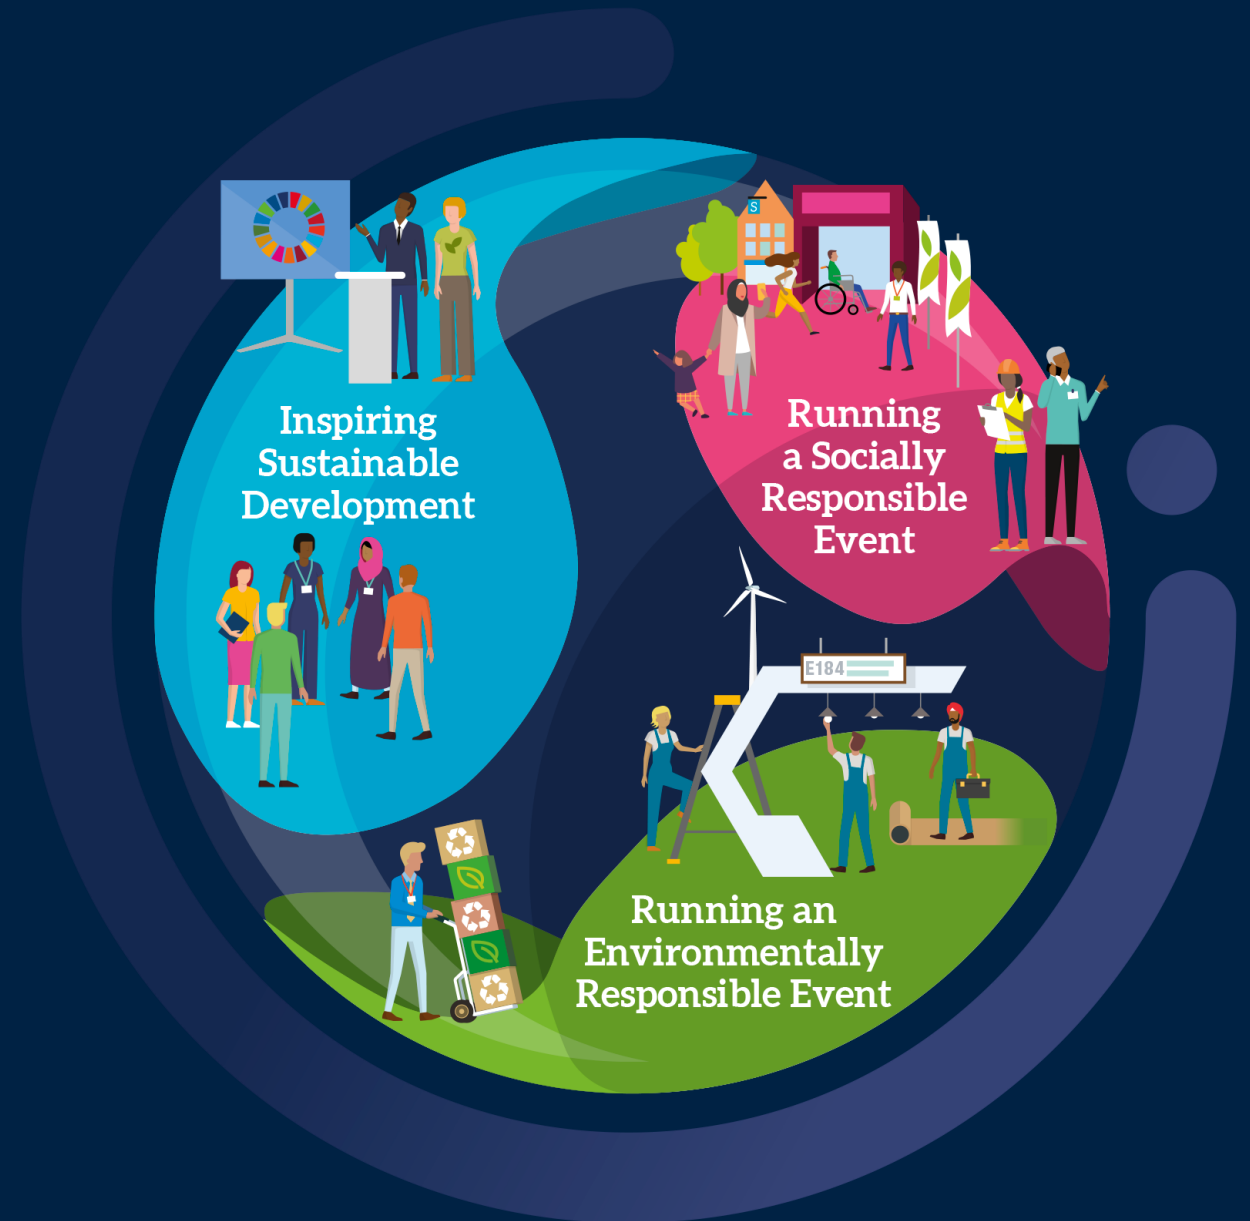 Inspiring
Sustainable
Development
S
Running
a Socially
Responsible
Event
E184
Running an
Environmentally
Responsible Event